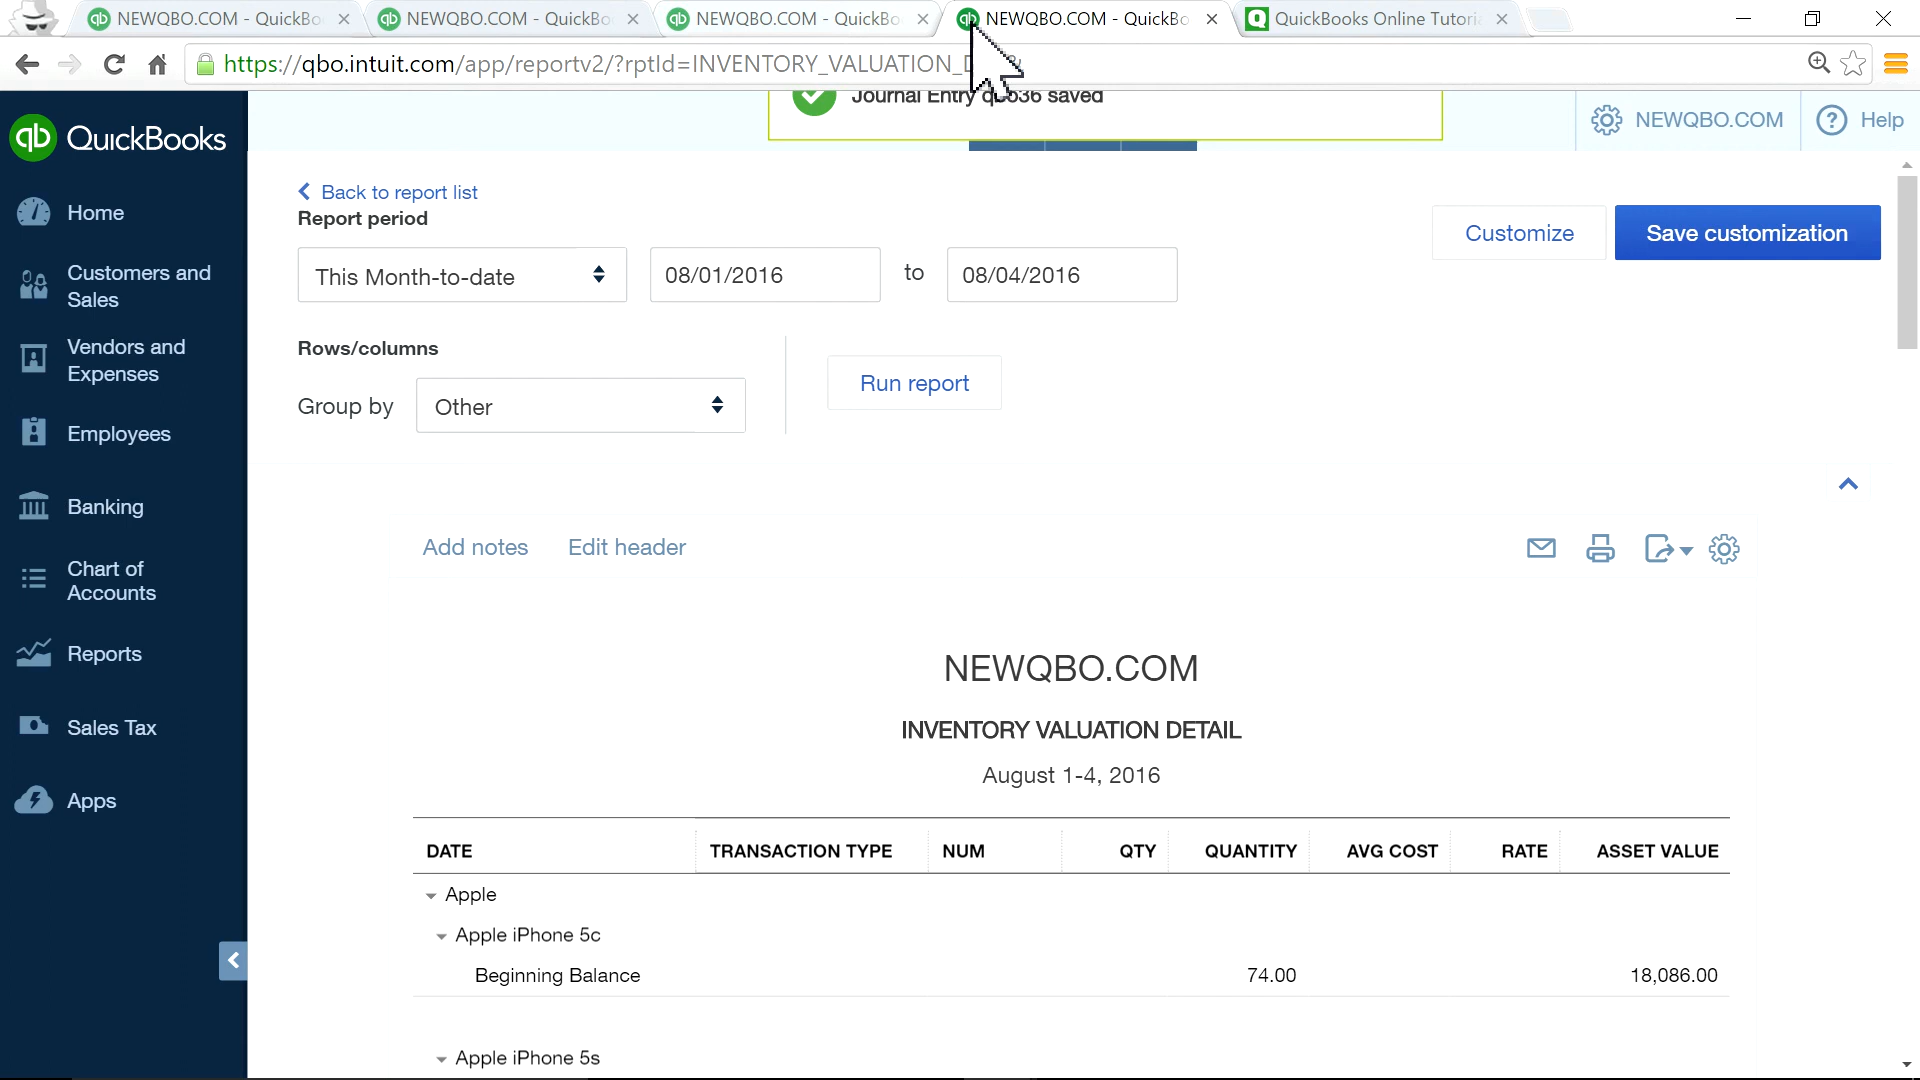 NEWQBO.COM - QuickBo
NEWQBO.COM - QuickBo
NEWQBO.COM - QuickBo
NEWQBO.COM - QuickBo
QuickBooks Online Tutori
https://qbo.intuit.com/app/reportv2/?rptId=INVENTORY_VALUATION_
Journal Entry qbo36 saved
qb QuickBooks
NEWQBO.COM
Help
Home
Customers and
Sales
Vendors and
Expenses
Employees
Banking
Chart of
Accounts
Reports
Sales Tax
Apps
Back to report list
Report period
This Month-to-date
08/01/2016
to
08/04/2016
Customize
Save customization
Rows/columns
Group by
Other
Run report
Add notes
Edit header
NEWQBO.COM
INVENTORY VALUATION DETAIL
August 1-4, 2016
DATE TRANSACTION TYPE NUM QTY QUANTITY AVG COST RATE ASSET VALUE
Apple
Apple iPhone 5c
Beginning Balance 74.00 18,086.00
Apple iPhone 5s